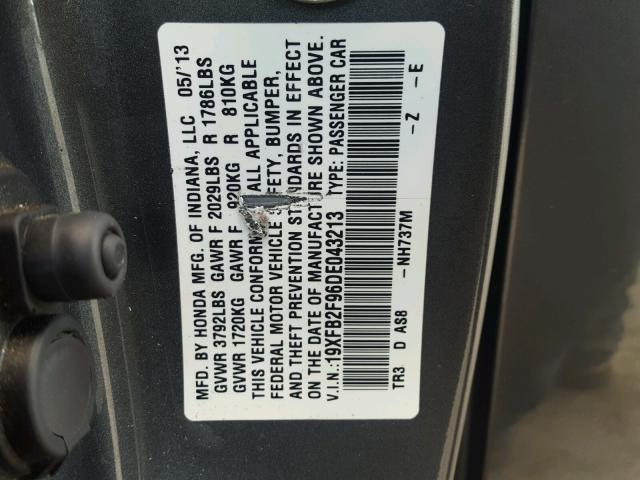 MFD. BY HONDA MFG. OF INDIANA, LLC 05/'13
GVWR 3792LBS GAWR F 2029LBS R 1786LBS
GVWR 1720KG GAWR F 920KG R 810KG
THIS VEHICLE CONFORMS ALL APPLICABLE
FEDERAL MOTOR VEHICLE SAFETY, BUMPER,
AND THEFT PREVENTION STANDARDS IN EFFECT
ON THE DATE OF MANUFACTURE SHOWN ABOVE.
V.I.N.:19XFB2F96DE043213 TYPE: PASSENGER CAR
TR3 D AS8 –NH737M –Z –E